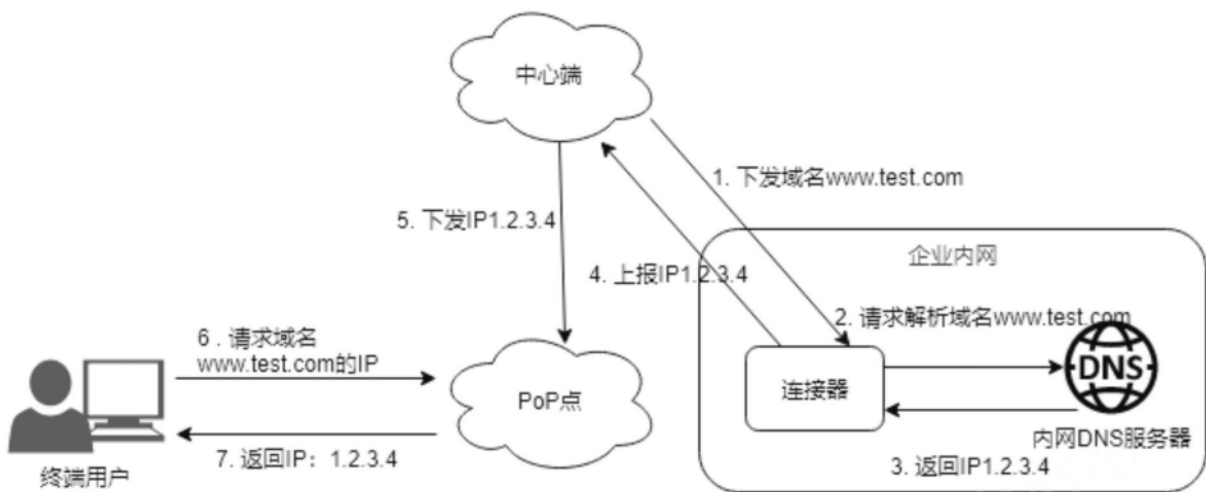 中心端
1. 下发域名www.test.com
5. 下发IP1.2.3.4
企业内网
4. 上报IP1.2.3.4
2. 请求解析域名www.test.com
6 . 请求域名
www.test.com的IP
DNS
连接器
PoP点
内网DNS服务器
7. 返回IP：1.2.3.4
3. 返回IP1.2.3.4
终端用户